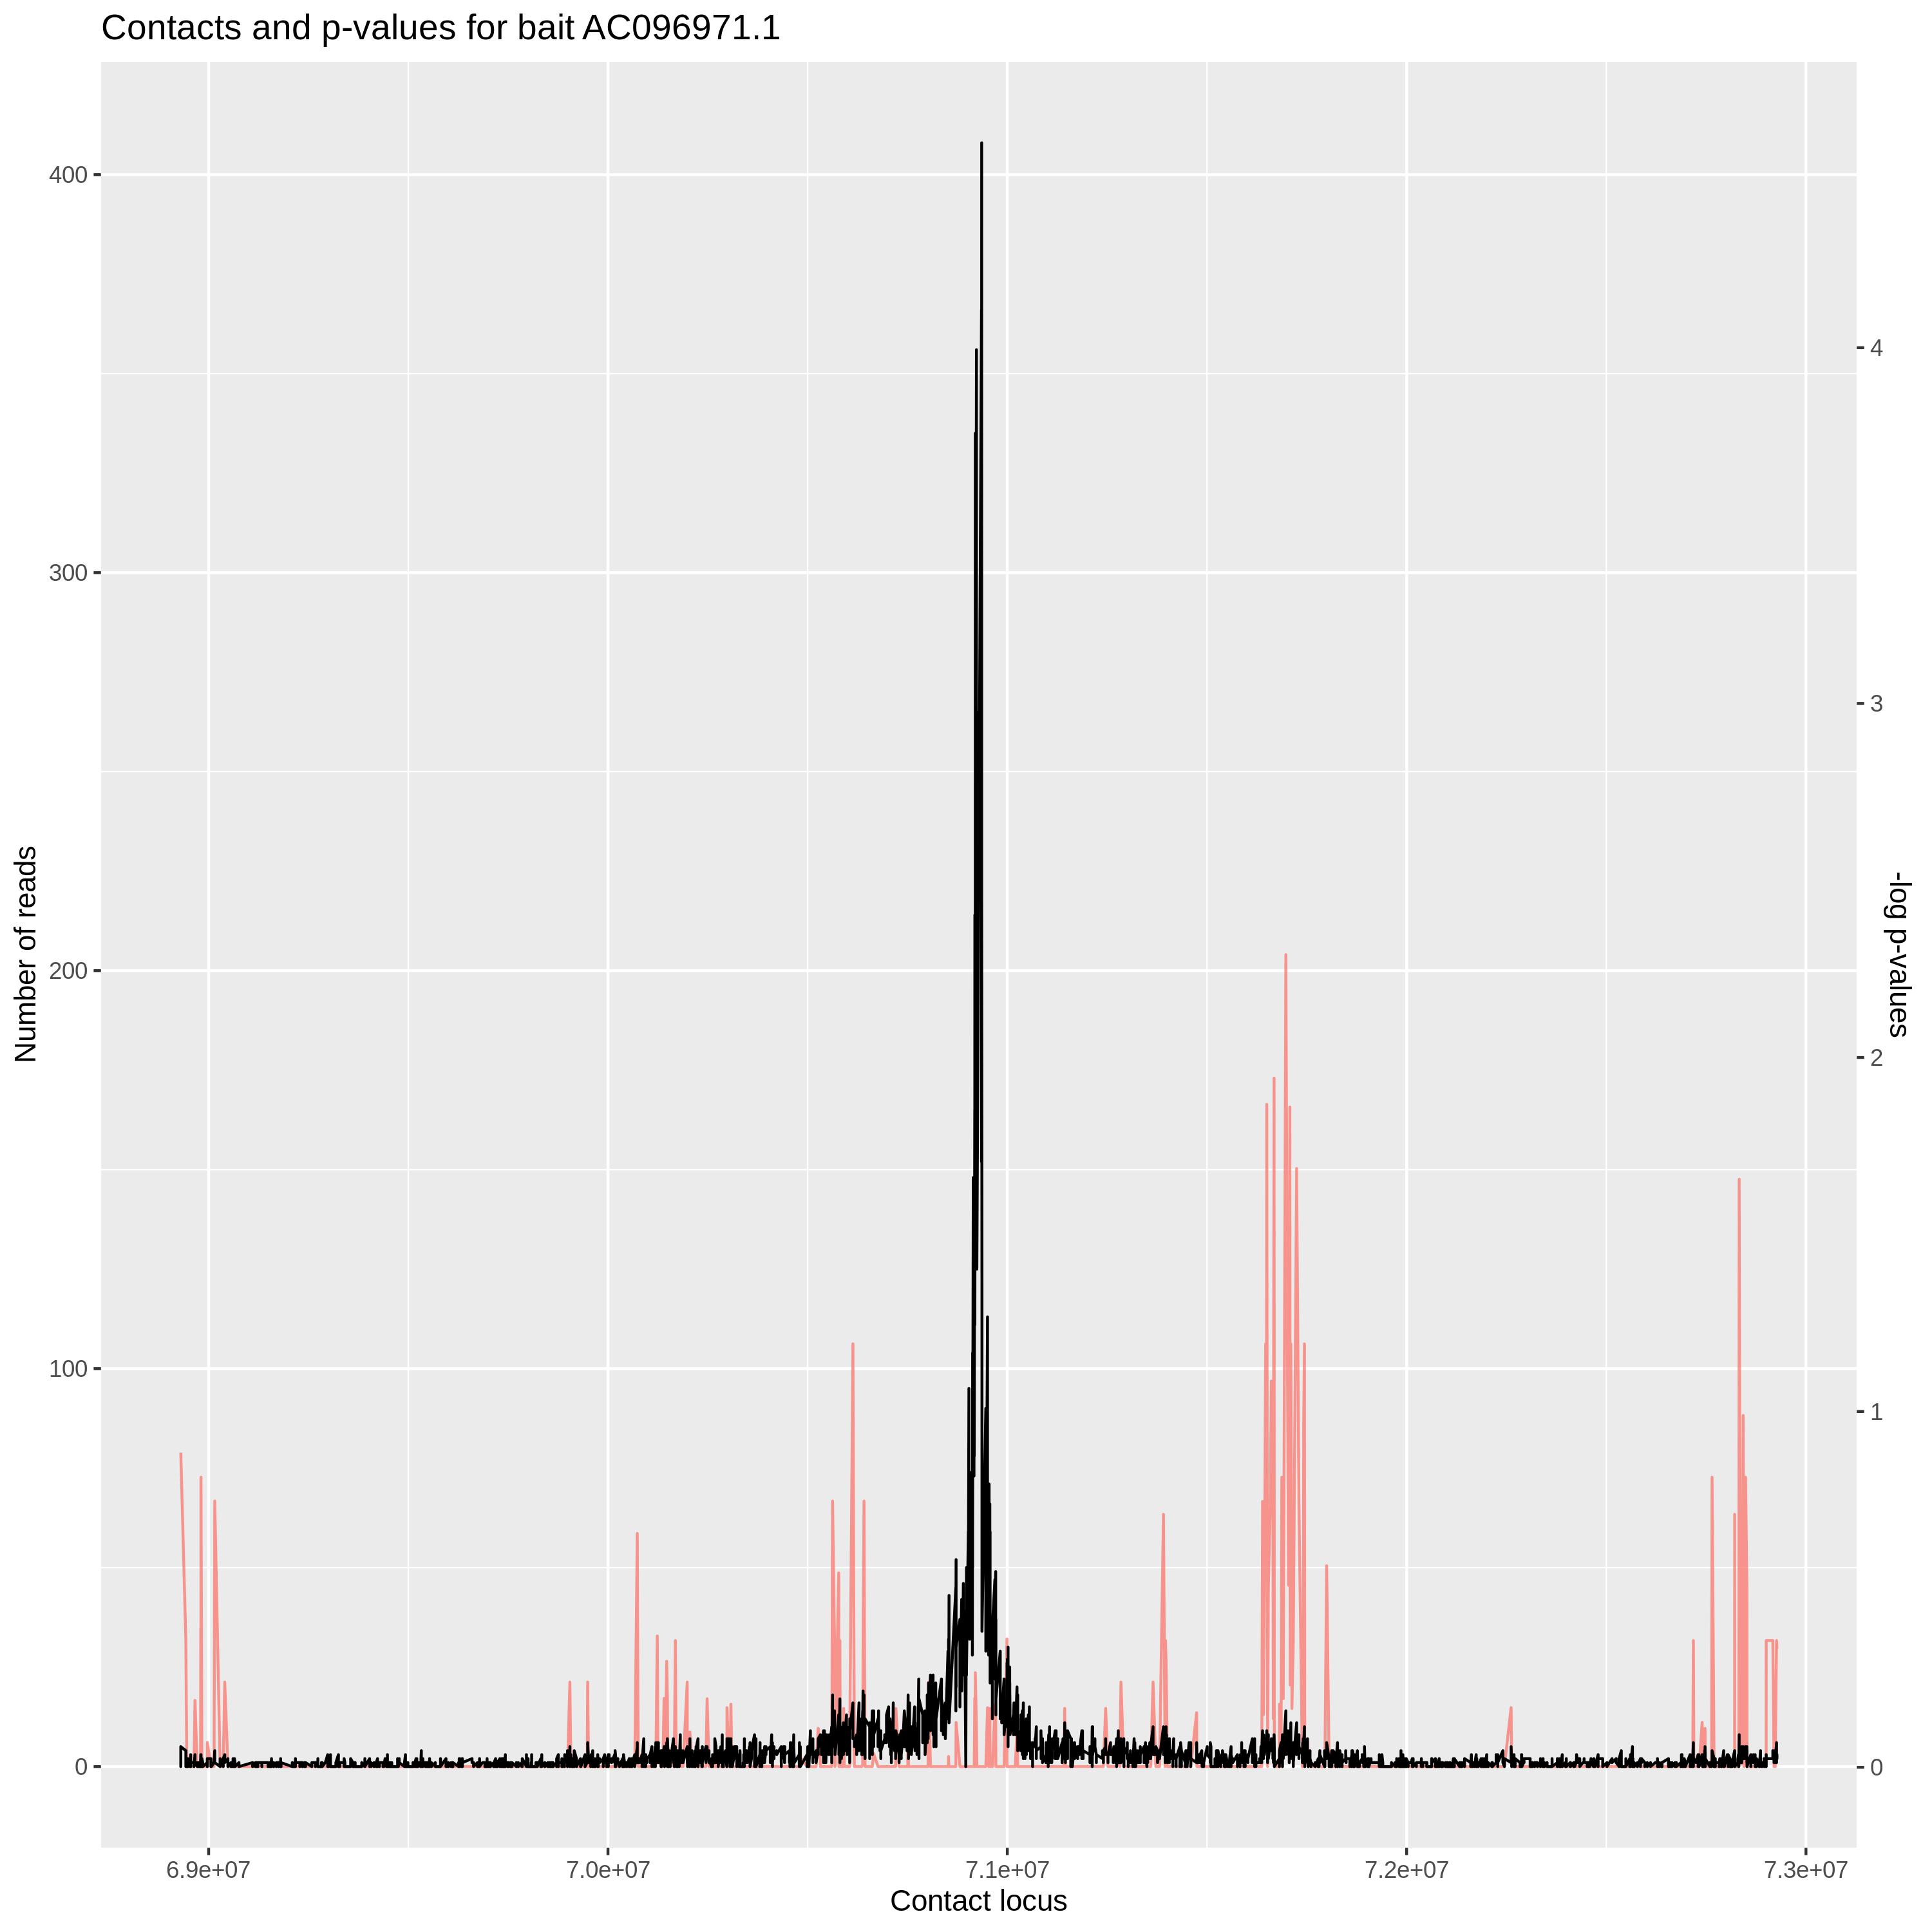 Contacts and p-values for bait AC096971.1
400
300
200
100
0
Number of reads
4
3
2
1
0
-log p-values
6.9e+07
7.0e+07
7.1e+07
7.2e+07
7.3e+07
Contact locus